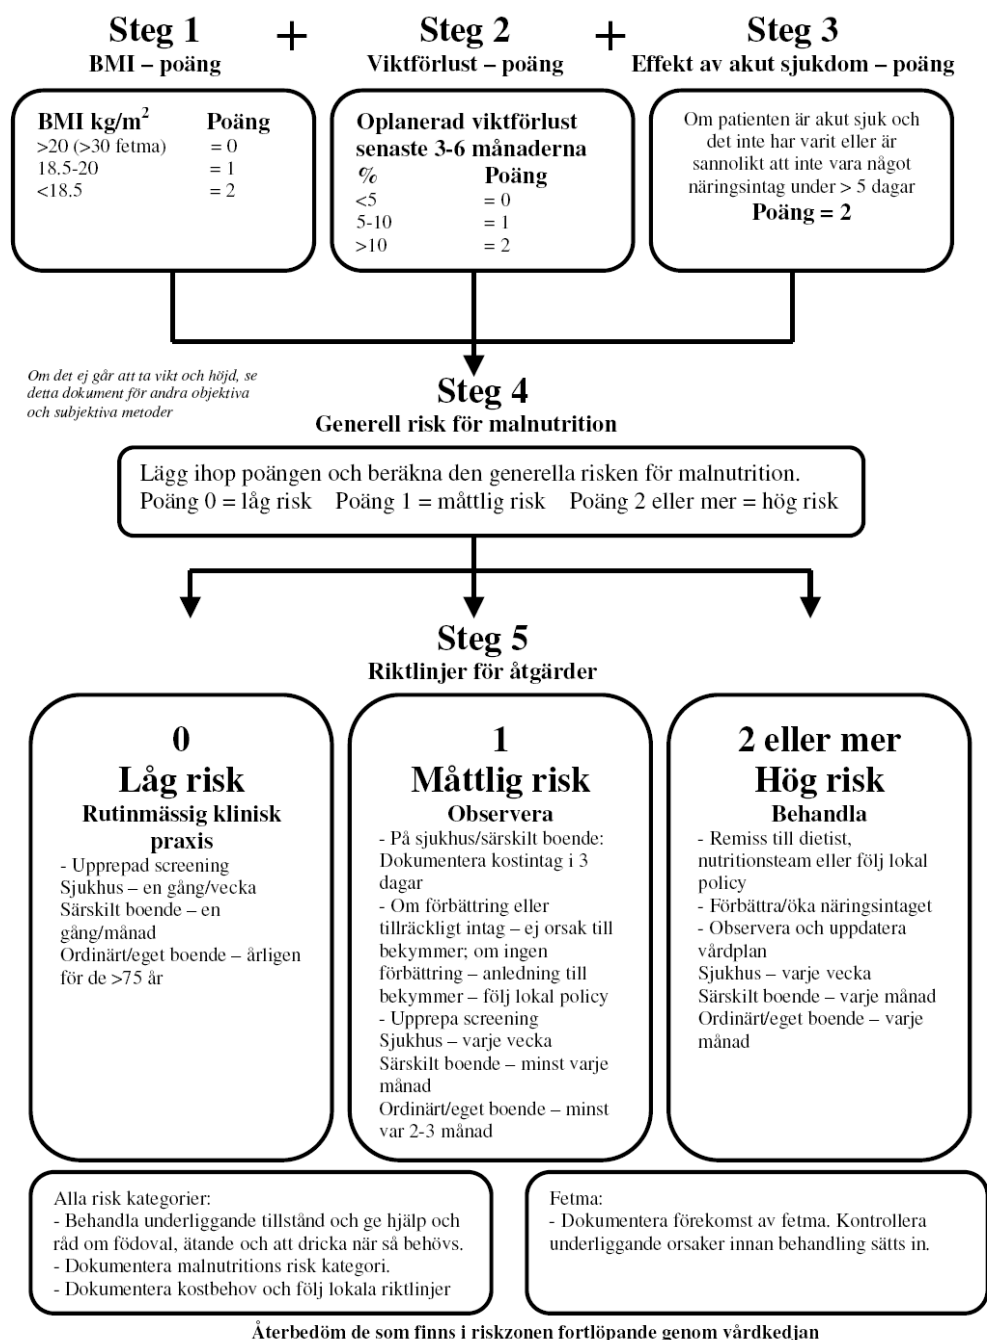 Steg 1 + Steg 2 + Steg 3
BMI – poäng
Viktförlust – poäng
Effekt av akut sjukdom – poäng
BMI kg/m² Poäng
>20 (>30 fetma) = 0
18.5-20 = 1
<18.5 = 2
Oplanerad viktförlust
senaste 3-6 månaderna
% Poäng
<5 = 0
5-10 = 1
>10 = 2
Om patienten är akut sjuk och
det inte har varit eller är
sannolikt att inte vara något
näringsintag under > 5 dagar
Poäng = 2
Om det ej går att ta vikt och höjd, se
detta dokument för andra objektiva
och subjektiva metoder
Steg 4
Generell risk för malnutrition
Lägg ihop poängen och beräkna den generella risken för malnutrition.
Poäng 0 = låg risk Poäng 1 = måttlig risk Poäng 2 eller mer = hög risk
Steg 5
Riktlinjer för åtgärder
0
Låg risk
Rutinmässig klinisk
praxis
- Upprepad screening
Sjukhus – en gång/vecka
Särskilt boende – en
gång/månad
Ordinärt/eget boende – årligen
för de >75 år
1
Måttlig risk
Observera
- På sjukhus/särskilt boende:
Dokumentera kostintag i 3
dagar
- Om förbättring eller
tillräckligt intag – ej orsak till
bekymmer; om ingen
förbättring – anledning till
bekymmer – följ lokal policy
- Upprepa screening
Sjukhus – varje vecka
Särskilt boende – minst varje
månad
Ordinärt/eget boende – minst
var 2-3 månad
2 eller mer
Hög risk
Behandla
- Remiss till dietist,
nutritionsteam eller följ lokal
policy
- Förbättra/öka näringsintaget
- Observera och uppdatera
vårdplan
Sjukhus – varje vecka
Särskilt boende – varje månad
Ordinärt/eget boende – varje
månad
Alla risk kategorier:
- Behandla underliggande tillstånd och ge hjälp och
råd om födoval, ätande och att dricka när så behövs.
- Dokumentera malnutritions risk kategori.
- Dokumentera kostbehov och följ lokala riktlinjer
Fetma:
- Dokumentera förekomst av fetma. Kontrollera
underliggande orsaker innan behandling sätts in.
Återbedöm de som finns i riskzonen fortlöpande genom vårdkedjan